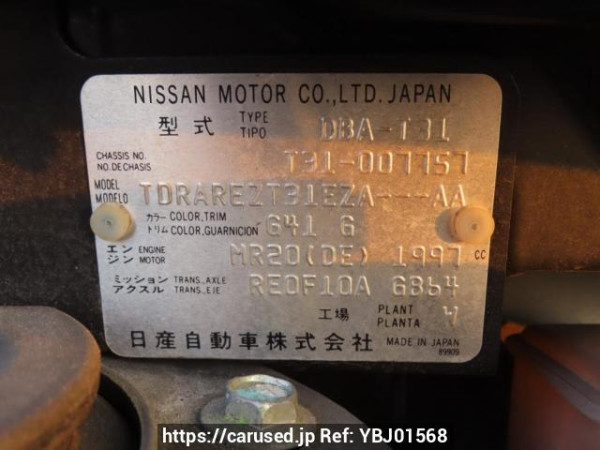 NISSAN MOTOR CO.,LTD. JAPAN
型式 TYPE TIPO DBA-T31
CHASSIS NO. NO.DE CHASIS T31-007757
MODEL MODELO TDRARE2T31EZA---AA
カラー COLOR,TRIM トリム COLOR,GUARNICION G41 G
エンジン ENGINE MOTOR MR20(DE) 1997 CC
ミッション TRANS.,AXLE アクスル TRANS.,EJE RE0F10A GB64
工場 PLANT PLANTA
日産自動車株式会社 MADE IN JAPAN
https://carused.jp Ref: YBJ01568